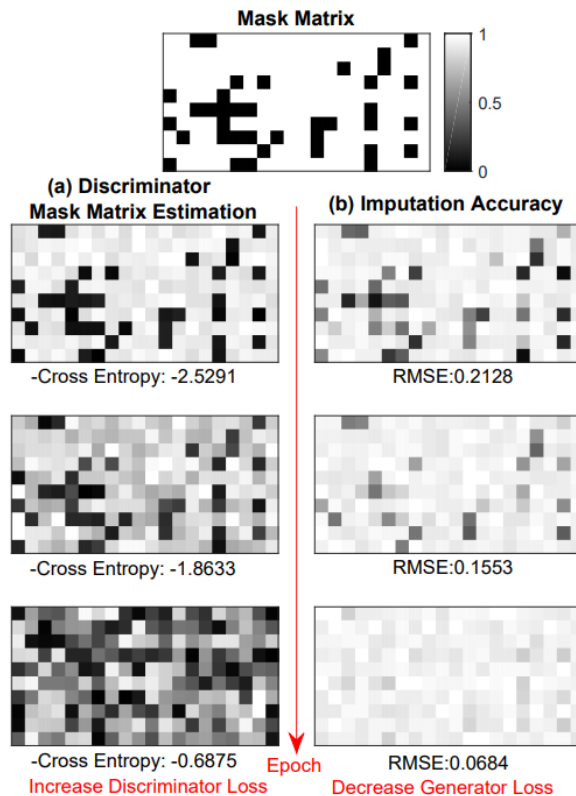 Mask Matrix
1
0.5
0
(a) Discriminator
Mask Matrix Estimation
(b) Imputation Accuracy
-Cross Entropy: -2.5291
RMSE:0.2128
-Cross Entropy: -1.8633
RMSE:0.1553
-Cross Entropy: -0.6875
Epoch
RMSE:0.0684
Increase Discriminator Loss
Decrease Generator Loss